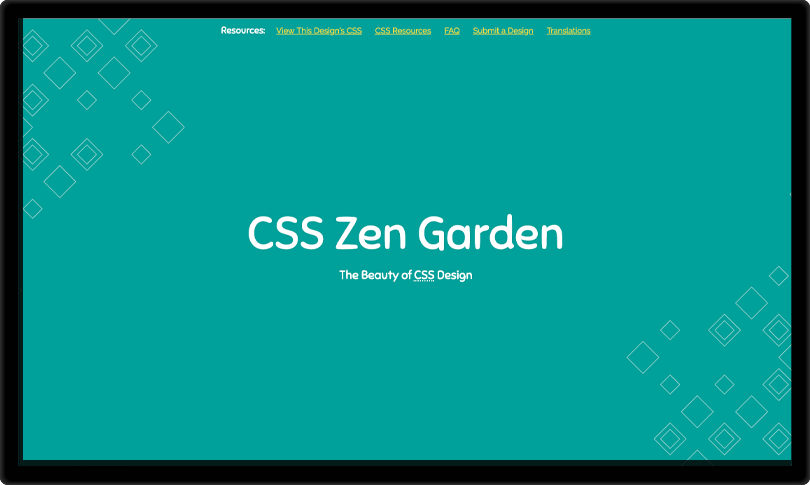 Resources: View This Design's CSS CSS Resources FAQ Submit a Design Translations
CSS Zen Garden
The Beauty of CSS Design